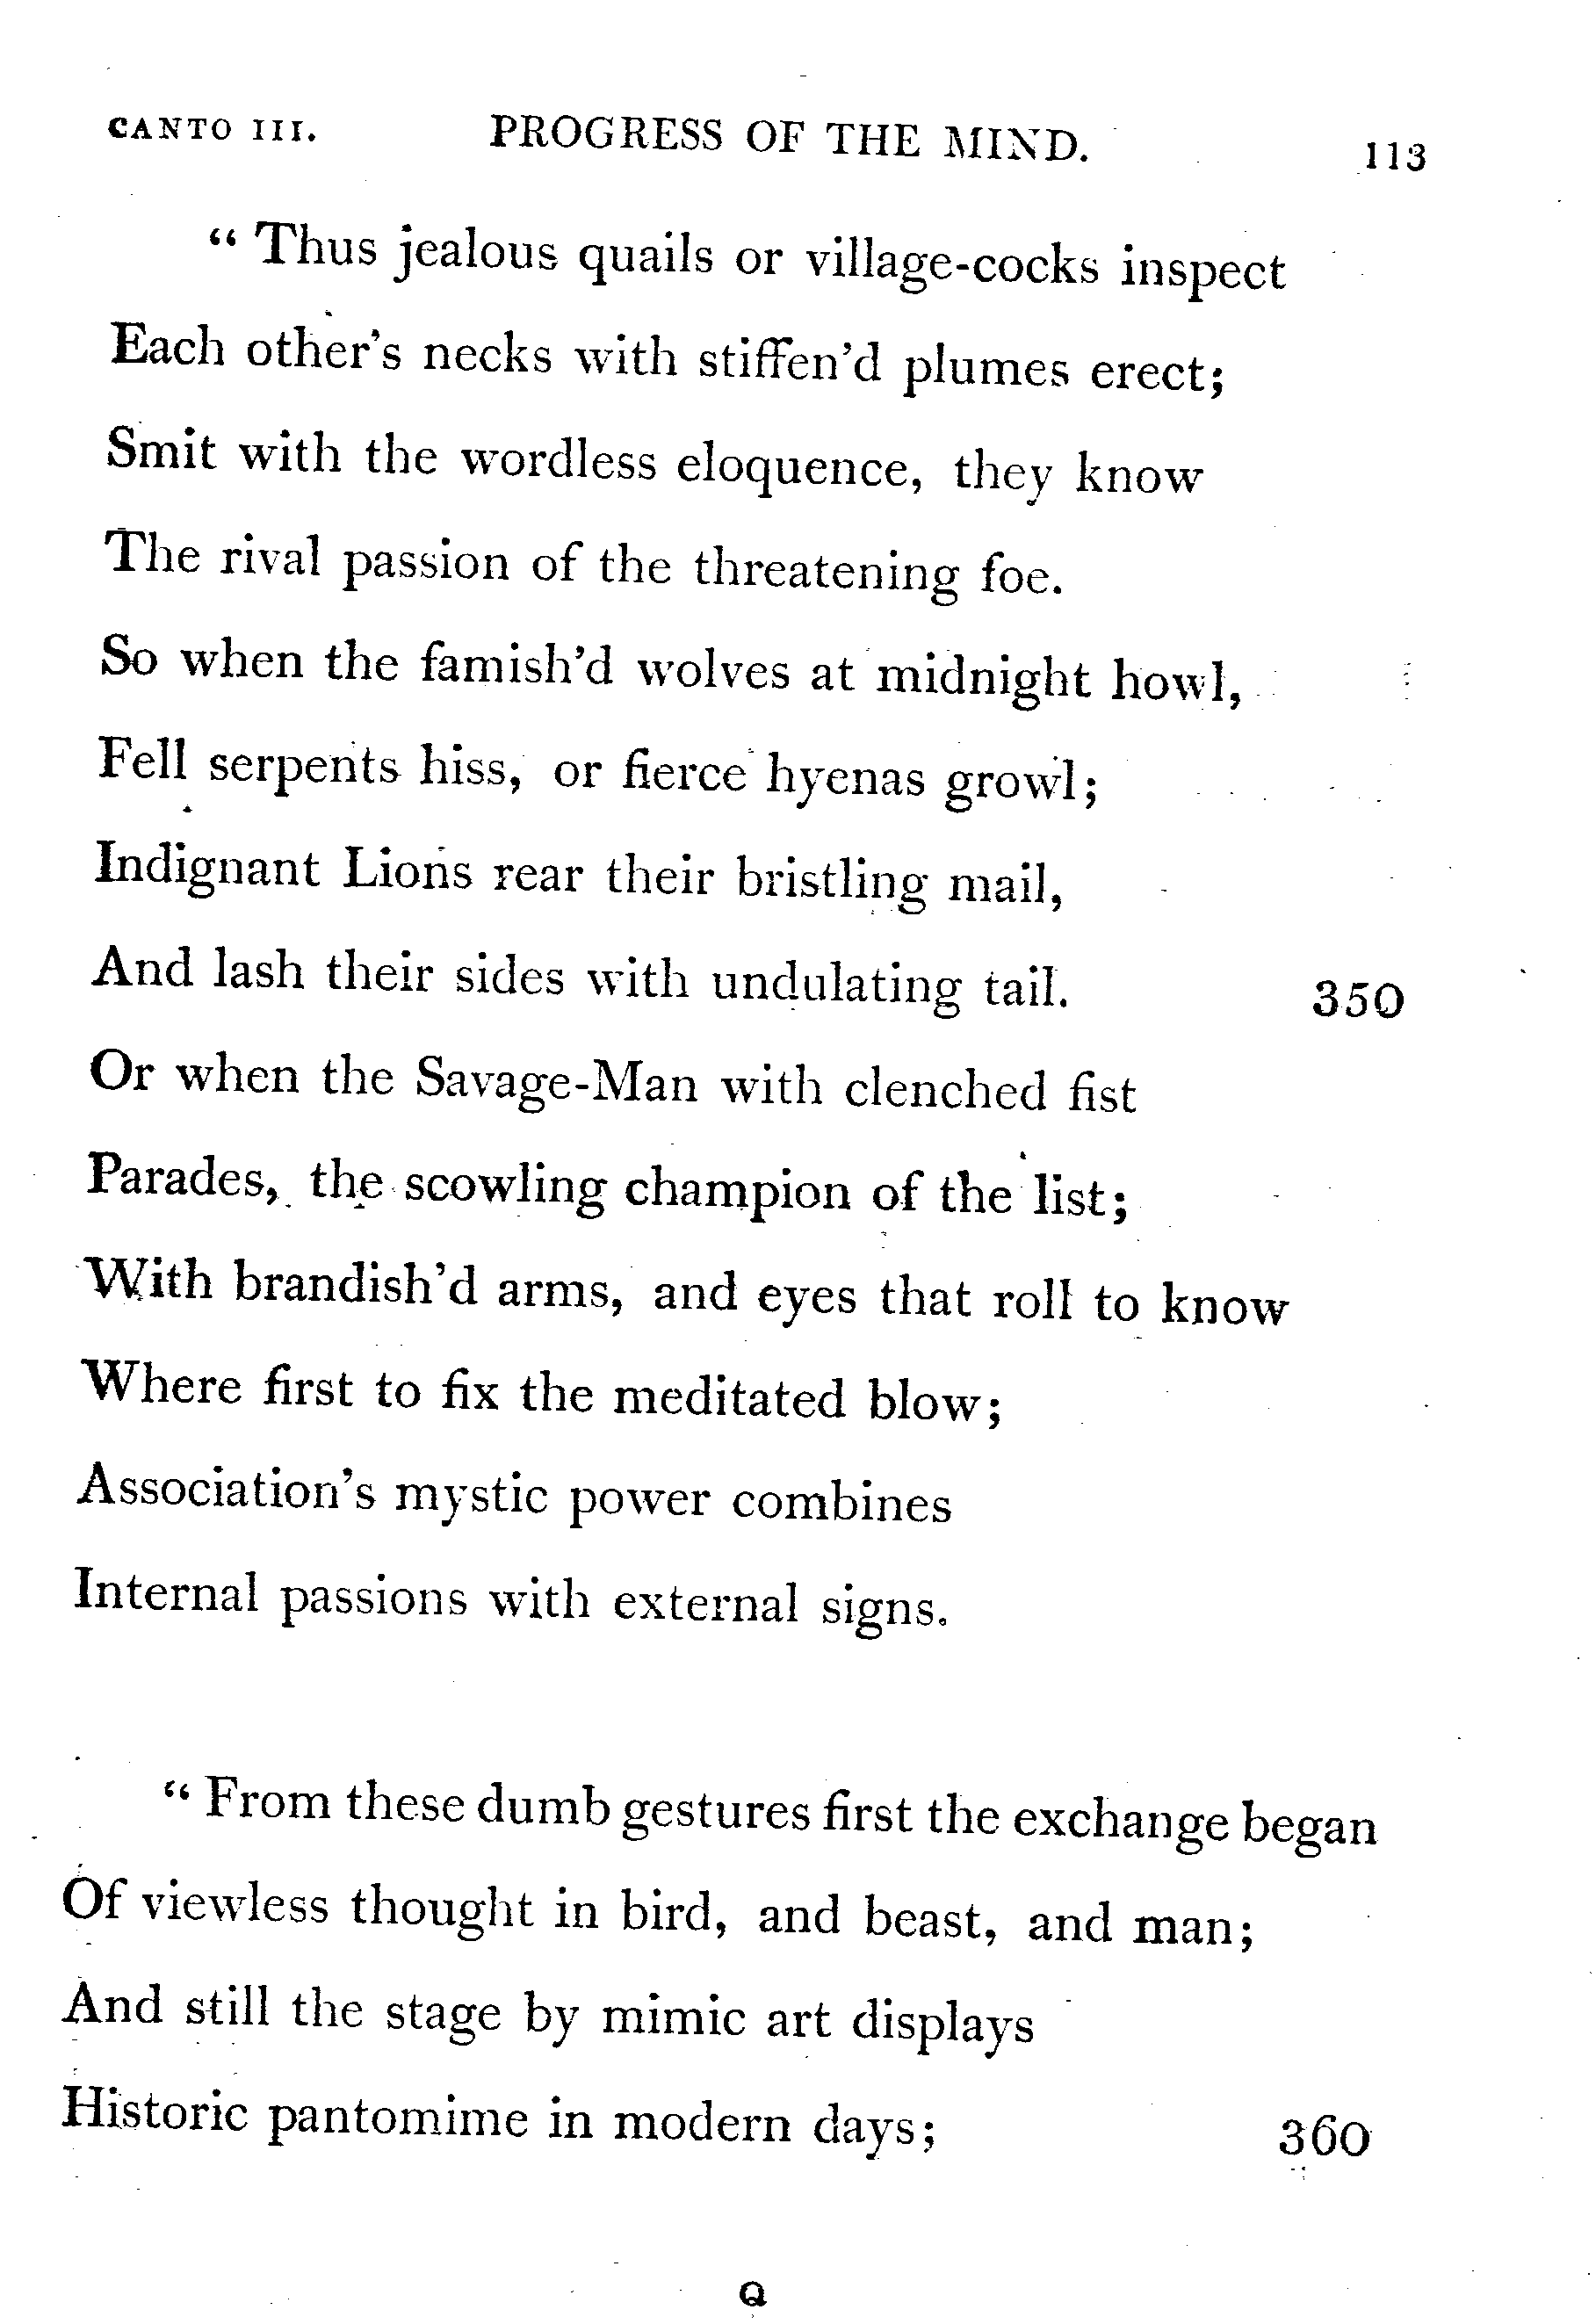 CANTO III. PROGRESS OF THE MIND. 113
“ Thus jealous quails or village-cocks inspect
Each other’s necks with stiffen’d plumes erect;
Smit with the wordless eloquence, they know
The rival passion of the threatening foe.
So when the famish’d wolves at midnight howl,
Fell serpents hiss, or fierce hyenas growl;
Indignant Lions rear their bristling mail,
And lash their sides with undulating tail. 350
Or when the Savage-Man with clenched fist
Parades, the scowling champion of the list;
With brandish’d arms, and eyes that roll to know
Where first to fix the meditated blow;
Association’s mystic power combines
Internal passions with external signs.
“ From these dumb gestures first the exchange began
Of viewless thought in bird, and beast, and man;
And still the stage by mimic art displays
Historic pantomime in modern days; 360
Q